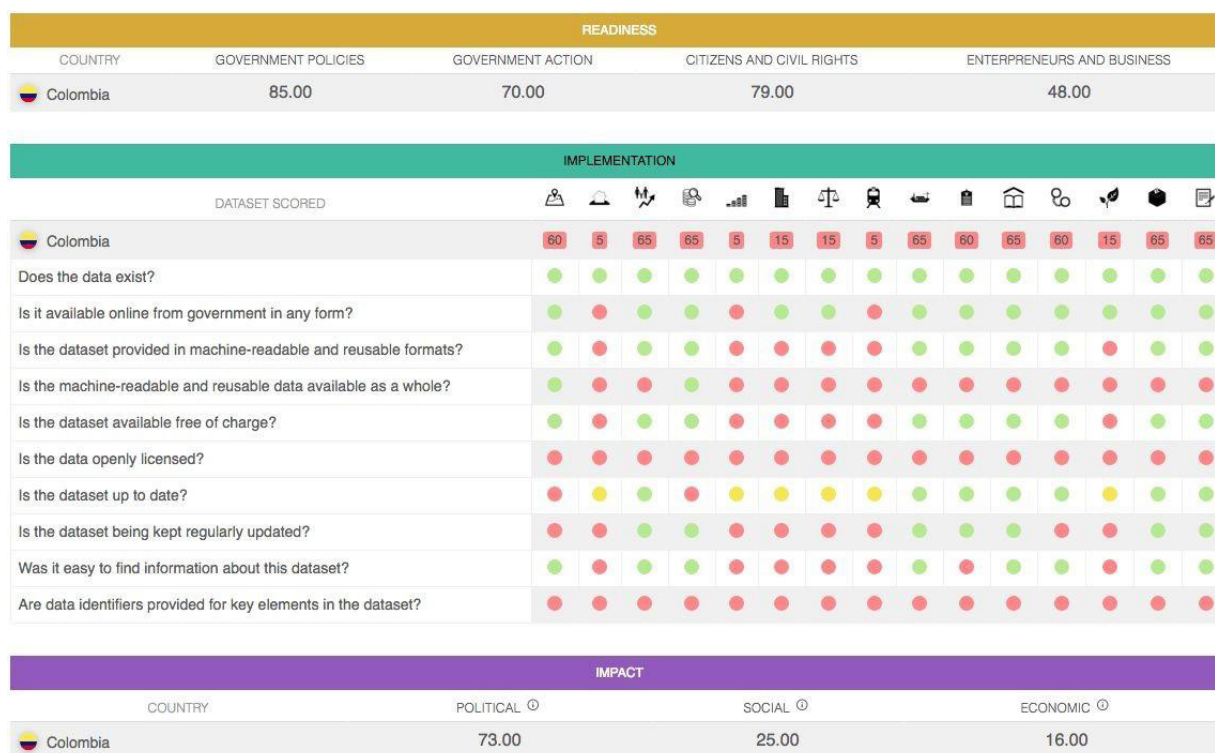 READINESS
COUNTRY GOVERNMENT POLICIES GOVERNMENT ACTION CITIZENS AND CIVIL RIGHTS ENTERPRENEURS AND BUSINESS
Colombia 85.00 70.00 79.00 48.00
IMPLEMENTATION
DATASET SCORED
Colombia 60 5 65 65 5 15 15 5 65 60 65 60 15 65 65
Does the data exist?
Is it available online from government in any form?
Is the dataset provided in machine-readable and reusable formats?
Is the machine-readable and reusable data available as a whole?
Is the dataset available free of charge?
Is the data openly licensed?
Is the dataset up to date?
Is the dataset being kept regularly updated?
Was it easy to find information about this dataset?
Are data identifiers provided for key elements in the dataset?
IMPACT
COUNTRY POLITICAL SOCIAL ECONOMIC
Colombia 73.00 25.00 16.00